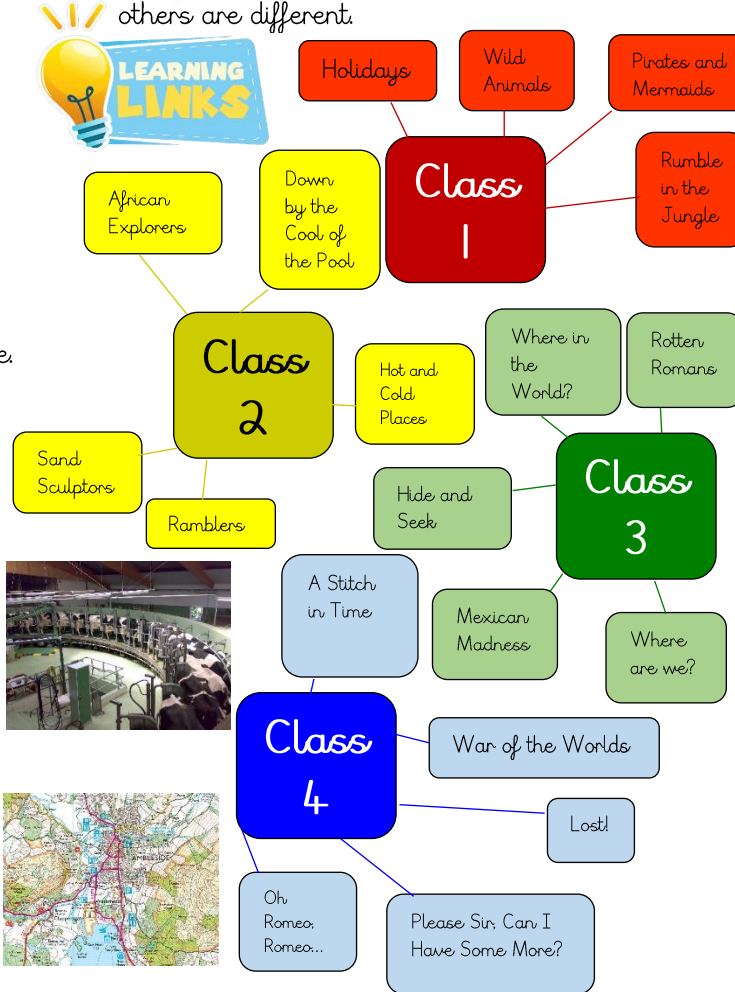 others are different.
LEARNING
LINKS
Holidays
Wild
Animals
Pirates and
Mermaids
Rumble
in the
Jungle
Class
1
African
Explorers
Down
by the
Cool of
the Pool
Class
2
Hot and
Cold
Places
Sand
Sculptors
Ramblers
e.
Where in
the
World?
Rotten
Romans
Class
3
Hide and
Seek
Mexican
Madness
Where
are we?
A Stitch
in Time
Class
4
War of the Worlds
Lost!
Oh
Romeo,
Romeo...
Please Sir, Can I
Have Some More?
AMBLESIDE